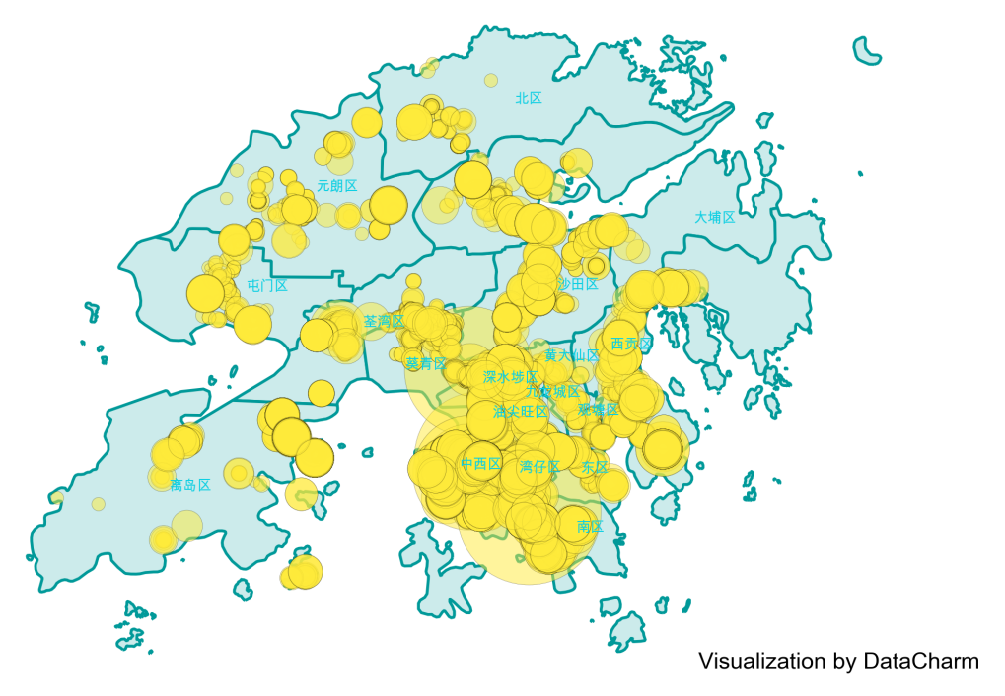 北区
元朗区
大埔区
屯门区
沙田区
荃湾区
西贡区
黄大仙区
葵青区
深水埗区
九龙城区
油尖旺区
观塘区
中西区
湾仔区
东区
离岛区
南区
Visualization by DataCharm